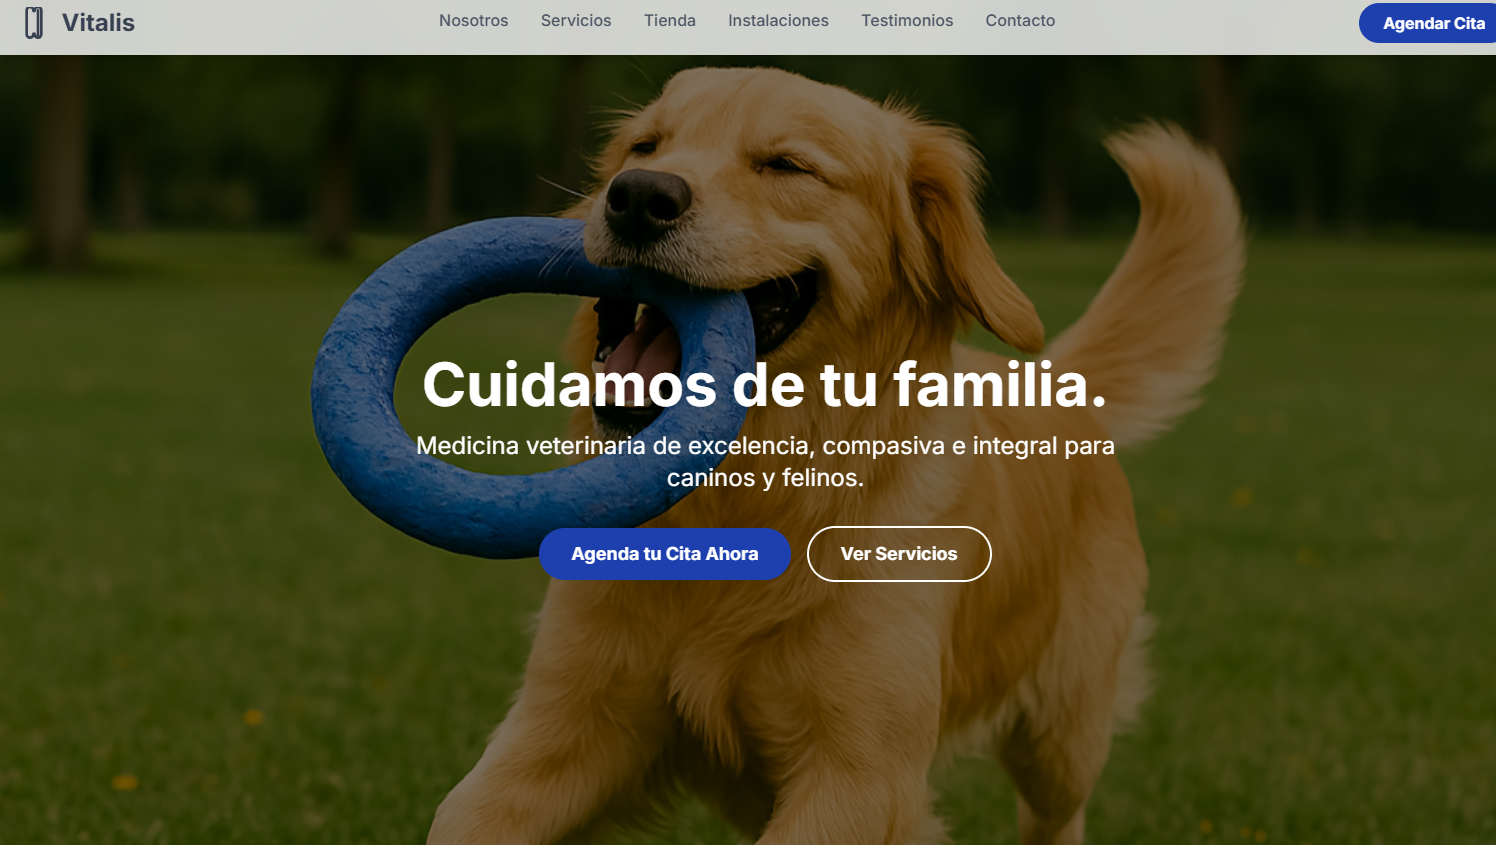 Vitalis
Nosotros Servicios Tienda Instalaciones Testimonios Contacto
Agendar Cita
Cuidamos de tu familia.
Medicina veterinaria de excelencia, compasiva e integral para
caninos y felinos.
Agenda tu Cita Ahora
Ver Servicios